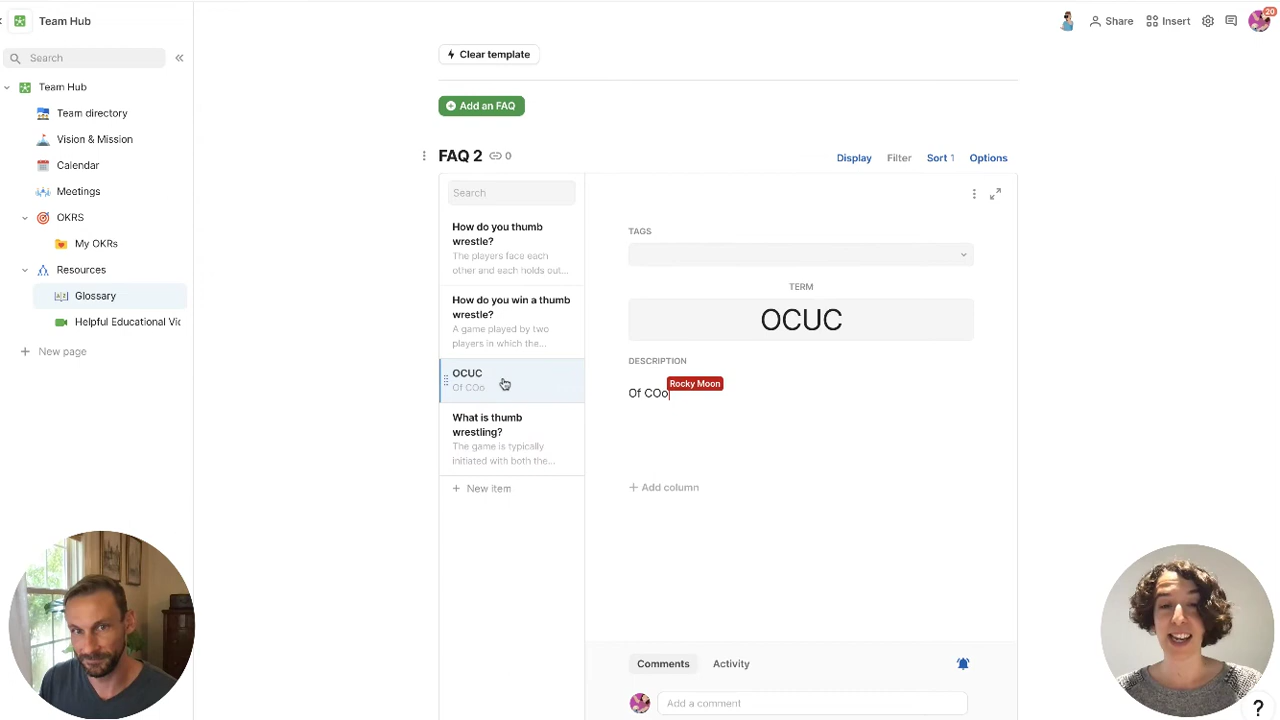 Team Hub
Share
Insert
20
Search
Team Hub
Team directory
Vision & Mission
Calendar
Meetings
OKRS
My OKRs
Resources
Glossary
Helpful Educational Vic
New page
Clear template
Add an FAQ
FAQ 2
0
Display
Filter
Sort 1
Options
Search
How do you thumb
wrestle?
The players face each
other and each holds out...
How do you win a thumb
wrestle?
A game played by two
players in which the...
OCUC
Of COo
What is thumb
wrestling?
The game is typically
initiated with both the...
+ New item
TAGS
TERM
OCUC
DESCRIPTION
Rocky Moon
Of COo
+ Add column
Comments
Activity
Add a comment
?